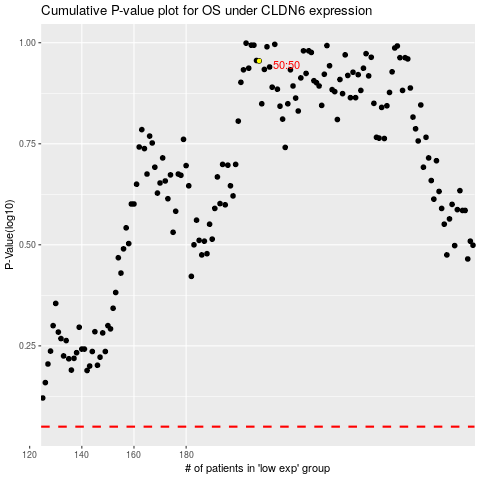 Cumulative P-value plot for OS under CLDN6 expression
1.00
50:50
0.75
0.50
0.25
P-Value(log10)
120 140 160 180
# of patients in 'low exp' group